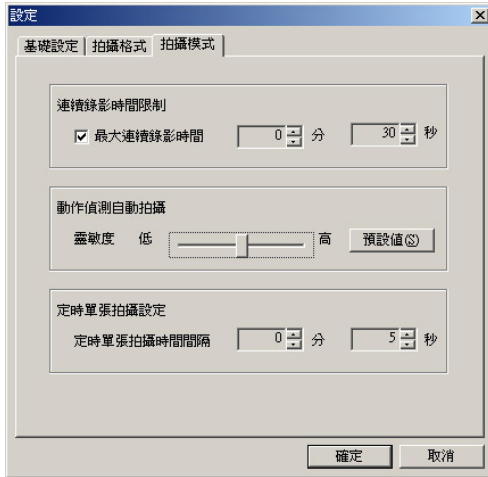 設定
基礎設定 拍攝格式 拍攝模式
連續錄影時間限制
最大連續錄影時間 0 分 30 秒
動作偵測自動拍攝
靈敏度 低 高 預設值(S)
定時單張拍攝設定
定時單張拍攝時間間隔 0 分 5 秒
確定 取消